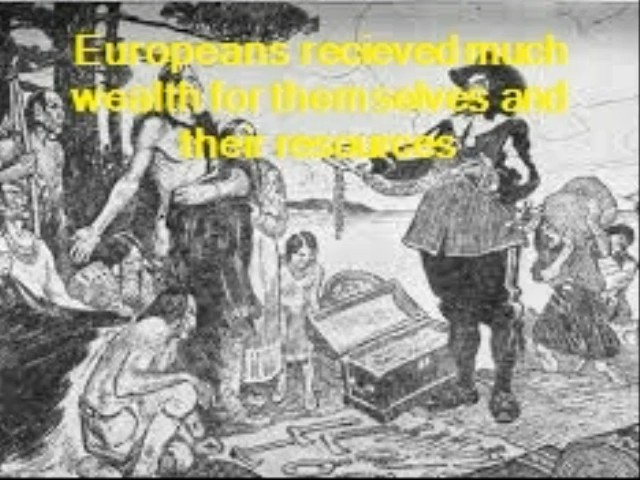 Europeans recieved much
wealth for themselves and
their resources